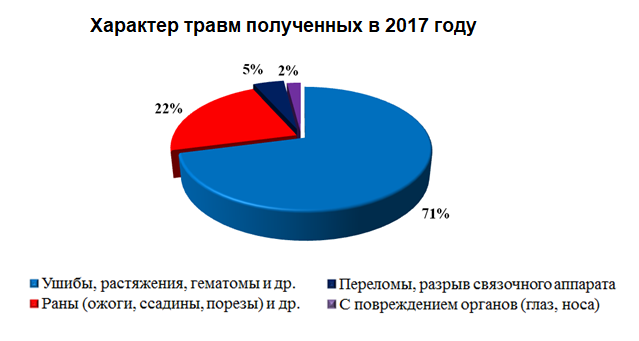 Характер травм полученных в 2017 году
5% 2%
22%
71%
Ушибы, растяжения, гематомы и др. Переломы, разрыв связочного аппарата
Раны (ожоги, ссадины, порезы) и др. С повреждением органов (глаз, носа)